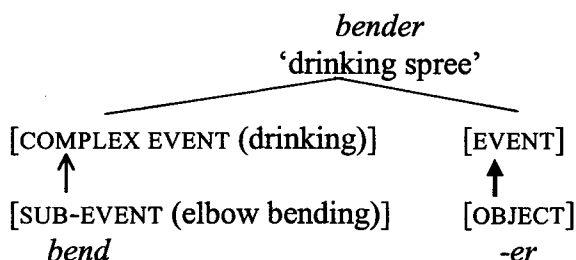 bender
‘drinking spree’
[COMPLEX EVENT (drinking)] [EVENT]
[SUB-EVENT (elbow bending)] [OBJECT]
bend -er